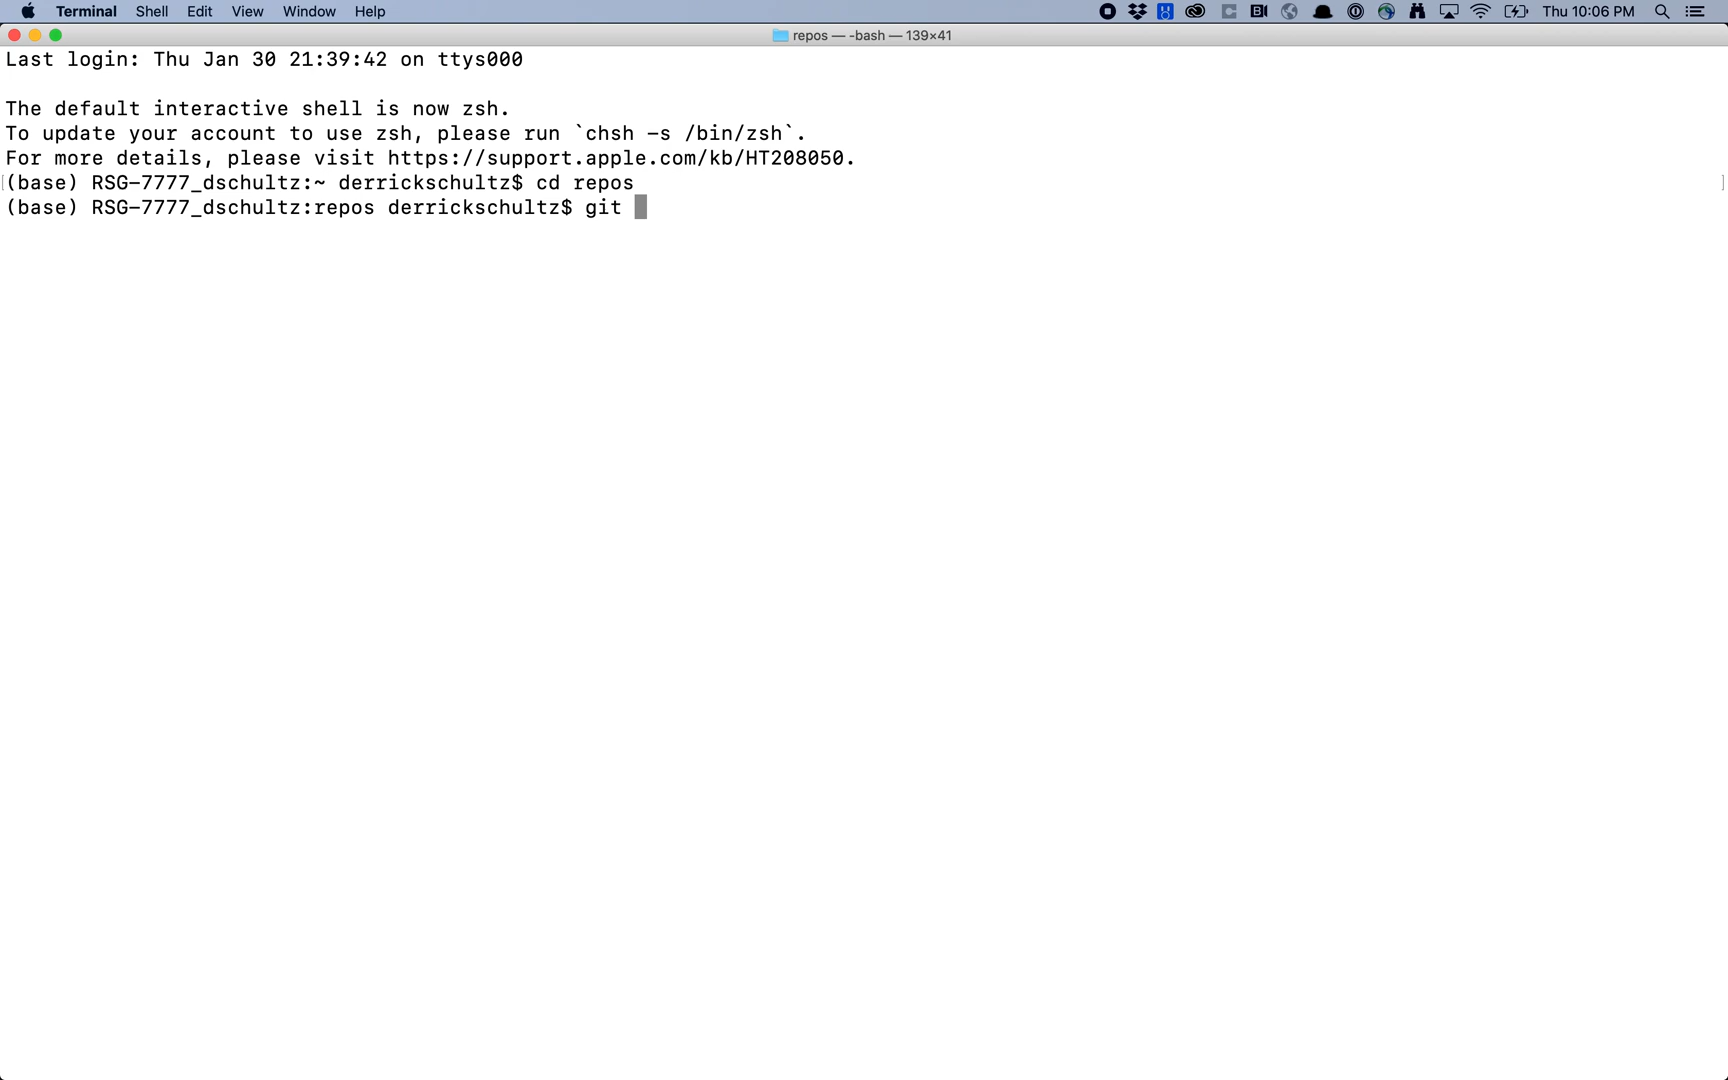 Terminal Shell Edit View Window Help Thu 10:06 PM
repos — -bash — 139×41
Last login: Thu Jan 30 21:39:42 on ttys000
The default interactive shell is now zsh.
To update your account to use zsh, please run `chsh -s /bin/zsh`.
For more details, please visit https://support.apple.com/kb/HT208050.
(base) RSG-7777_dschultz:~ derrickschultz$ cd repos
(base) RSG-7777_dschultz:repos derrickschultz$ git